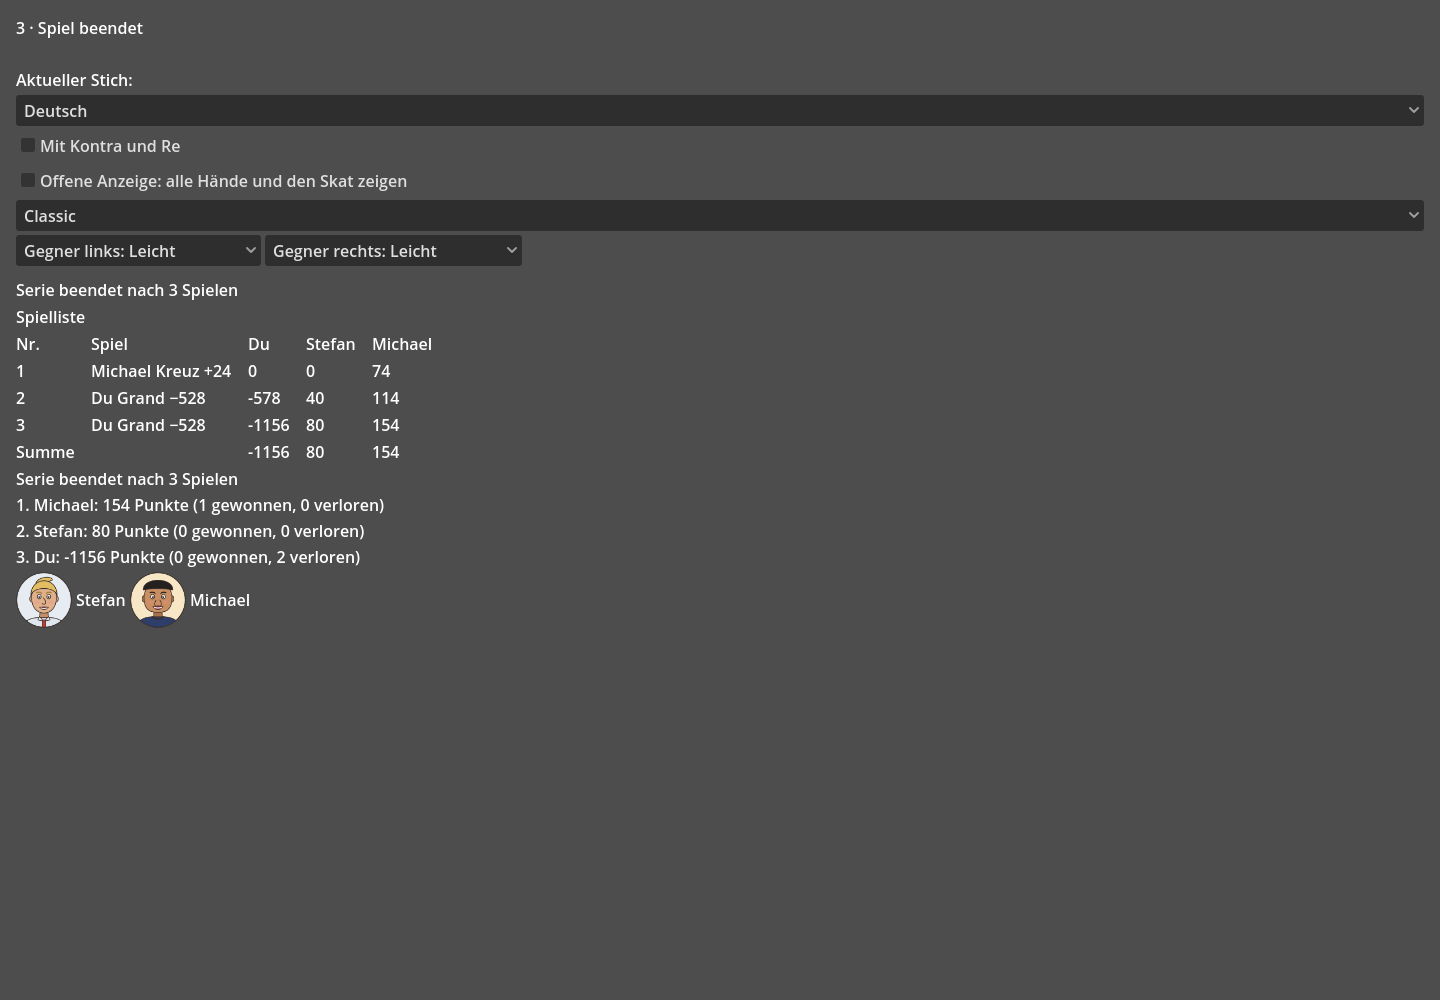 3 · Spiel beendet
Aktueller Stich:
Deutsch
Mit Kontra und Re
Offene Anzeige: alle Hände und den Skat zeigen
Classic
Gegner links: Leicht Gegner rechts: Leicht
Serie beendet nach 3 Spielen
Spielliste
Nr. Spiel Du Stefan Michael
1 Michael Kreuz +24 0 0 74
2 Du Grand −528 -578 40 114
3 Du Grand −528 -1156 80 154
Summe -1156 80 154
Serie beendet nach 3 Spielen
1. Michael: 154 Punkte (1 gewonnen, 0 verloren)
2. Stefan: 80 Punkte (0 gewonnen, 0 verloren)
3. Du: -1156 Punkte (0 gewonnen, 2 verloren)
Stefan Michael